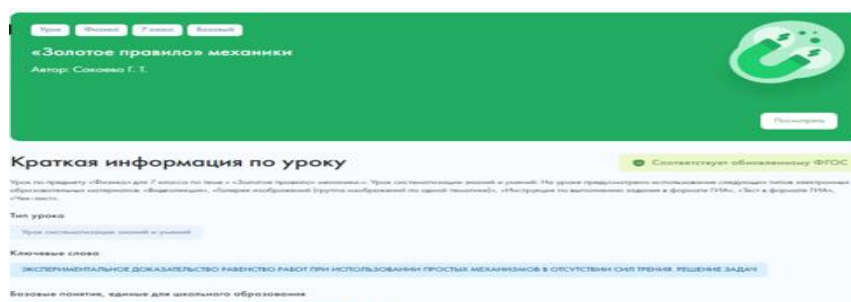 Урок Физика 7 класс Базовый
«Золотое правило» механики
Автор: Сакаева Г. Т.
Посмотреть
Краткая информация по уроку
Соответствует обновленному ФГОС
Урок по предмету «Физика» для 7 класса по теме « «Золотое правило» механики.». Урок систематизации знаний и умений. На уроке предусмотрено использование следующих типов электронных
образовательных материалов: «Видеолекция», «Галерея изображений (группа изображений по одной тематике)», «Инструкция по выполнению задания в формате ГИА», «Тест в формате ГИА»,
«Чек-лист».
Тип урока
Урок систематизации знаний и умений
Ключевые слова
ЭКСПЕРИМЕНТАЛЬНОЕ ДОКАЗАТЕЛЬСТВО РАВЕНСТВО РАБОТ ПРИ ИСПОЛЬЗОВАНИИ ПРОСТЫХ МЕХАНИЗМОВ В ОТСУТСТВИИ СИЛ ТРЕНИЯ. РЕШЕНИЕ ЗАДАЧ
Базовые понятия, единые для школьного образования